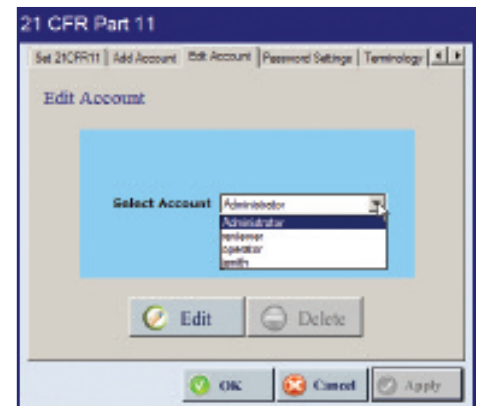 21 CFR Part 11
Set 21CFR11 Add Account Edit Account Password Settings Terminology
Edit Account
Select Account Administrator
Administrator
reviewer
operator
smith
Edit Delete
OK Cancel Apply